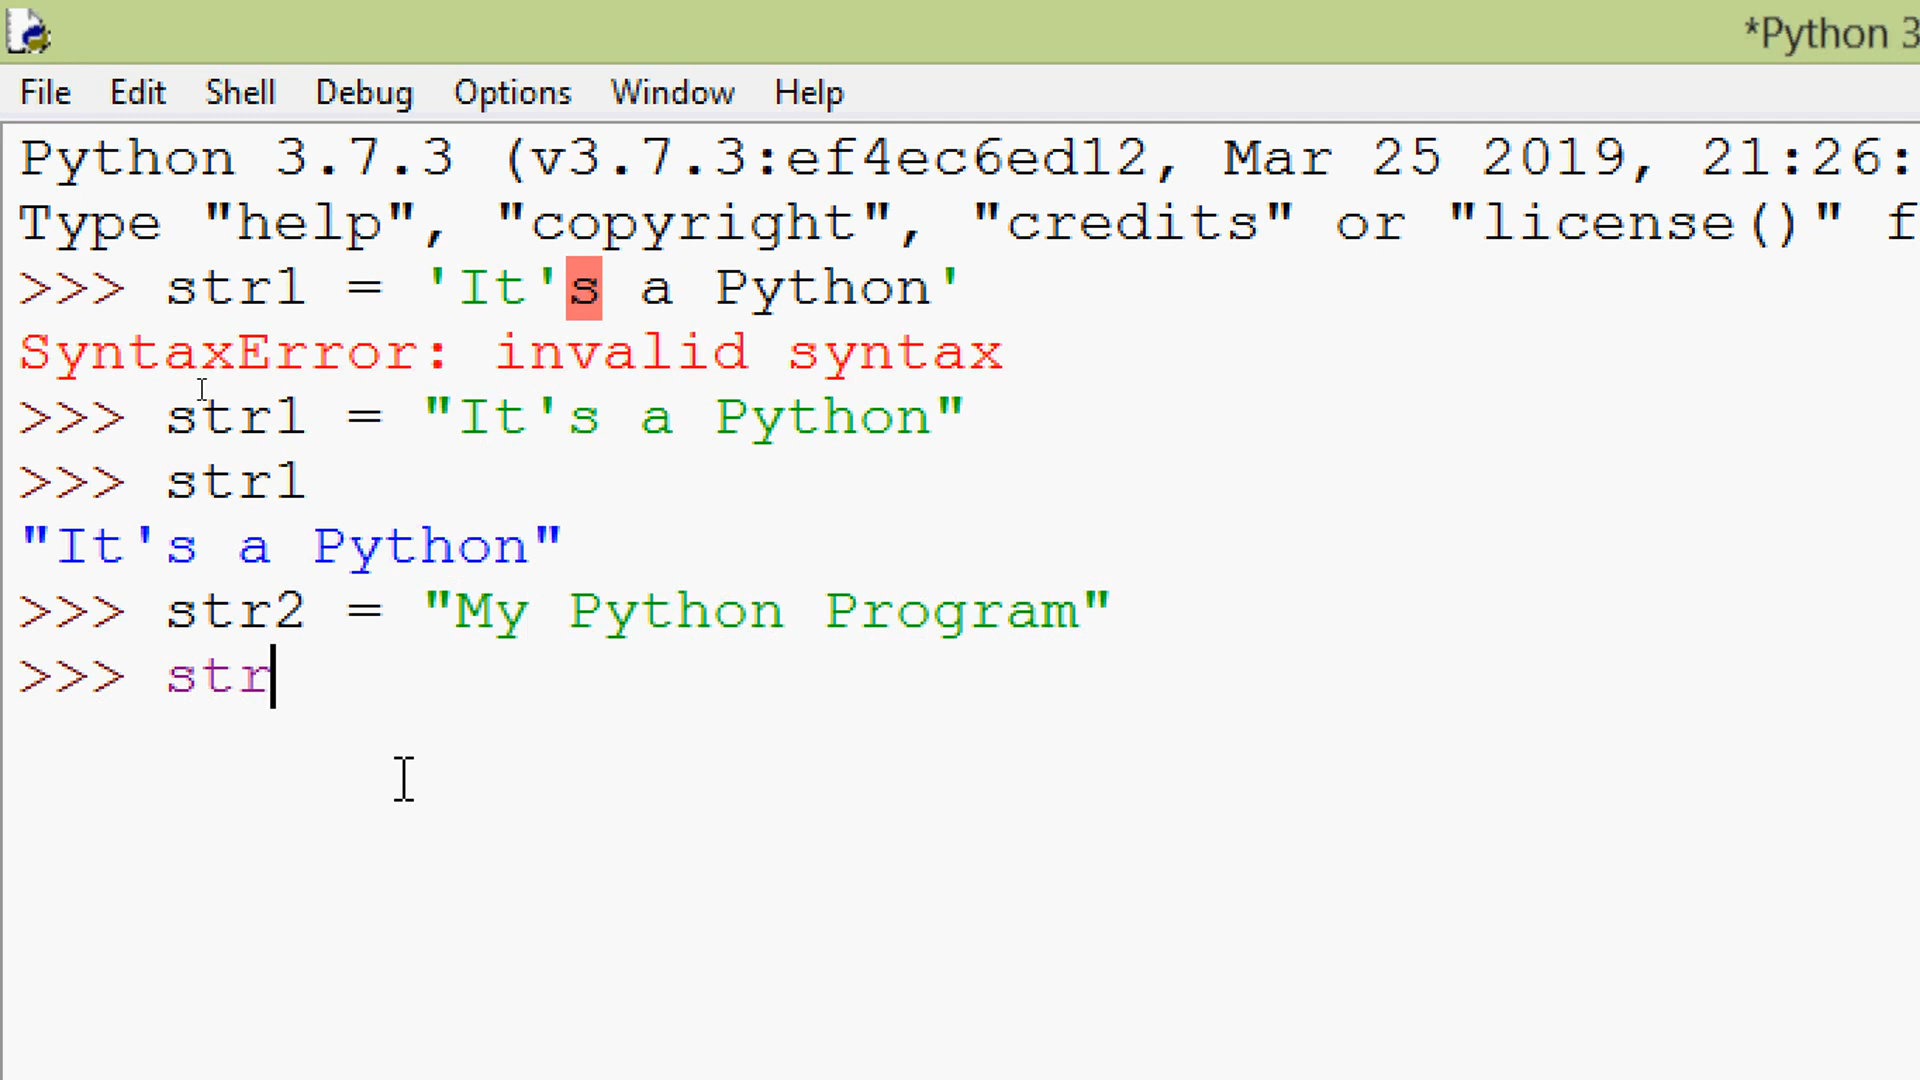 *Python 3
File Edit Shell Debug Options Window Help
Python 3.7.3 (v3.7.3:ef4ec6ed12, Mar 25 2019, 21:26:
Type "help", "copyright", "credits" or "license()" f
>>> str1 = 'It's a Python'
SyntaxError: invalid syntax
>>> str1 = "It's a Python"
>>> str1
"It's a Python"
>>> str2 = "My Python Program"
>>> str